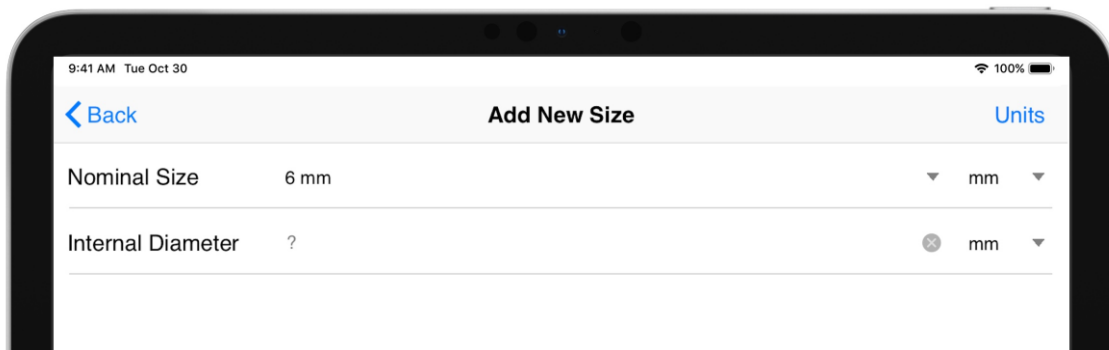 9:41 AM Tue Oct 30 100%
Back Add New Size Units
Nominal Size 6 mm mm
Internal Diameter ? mm